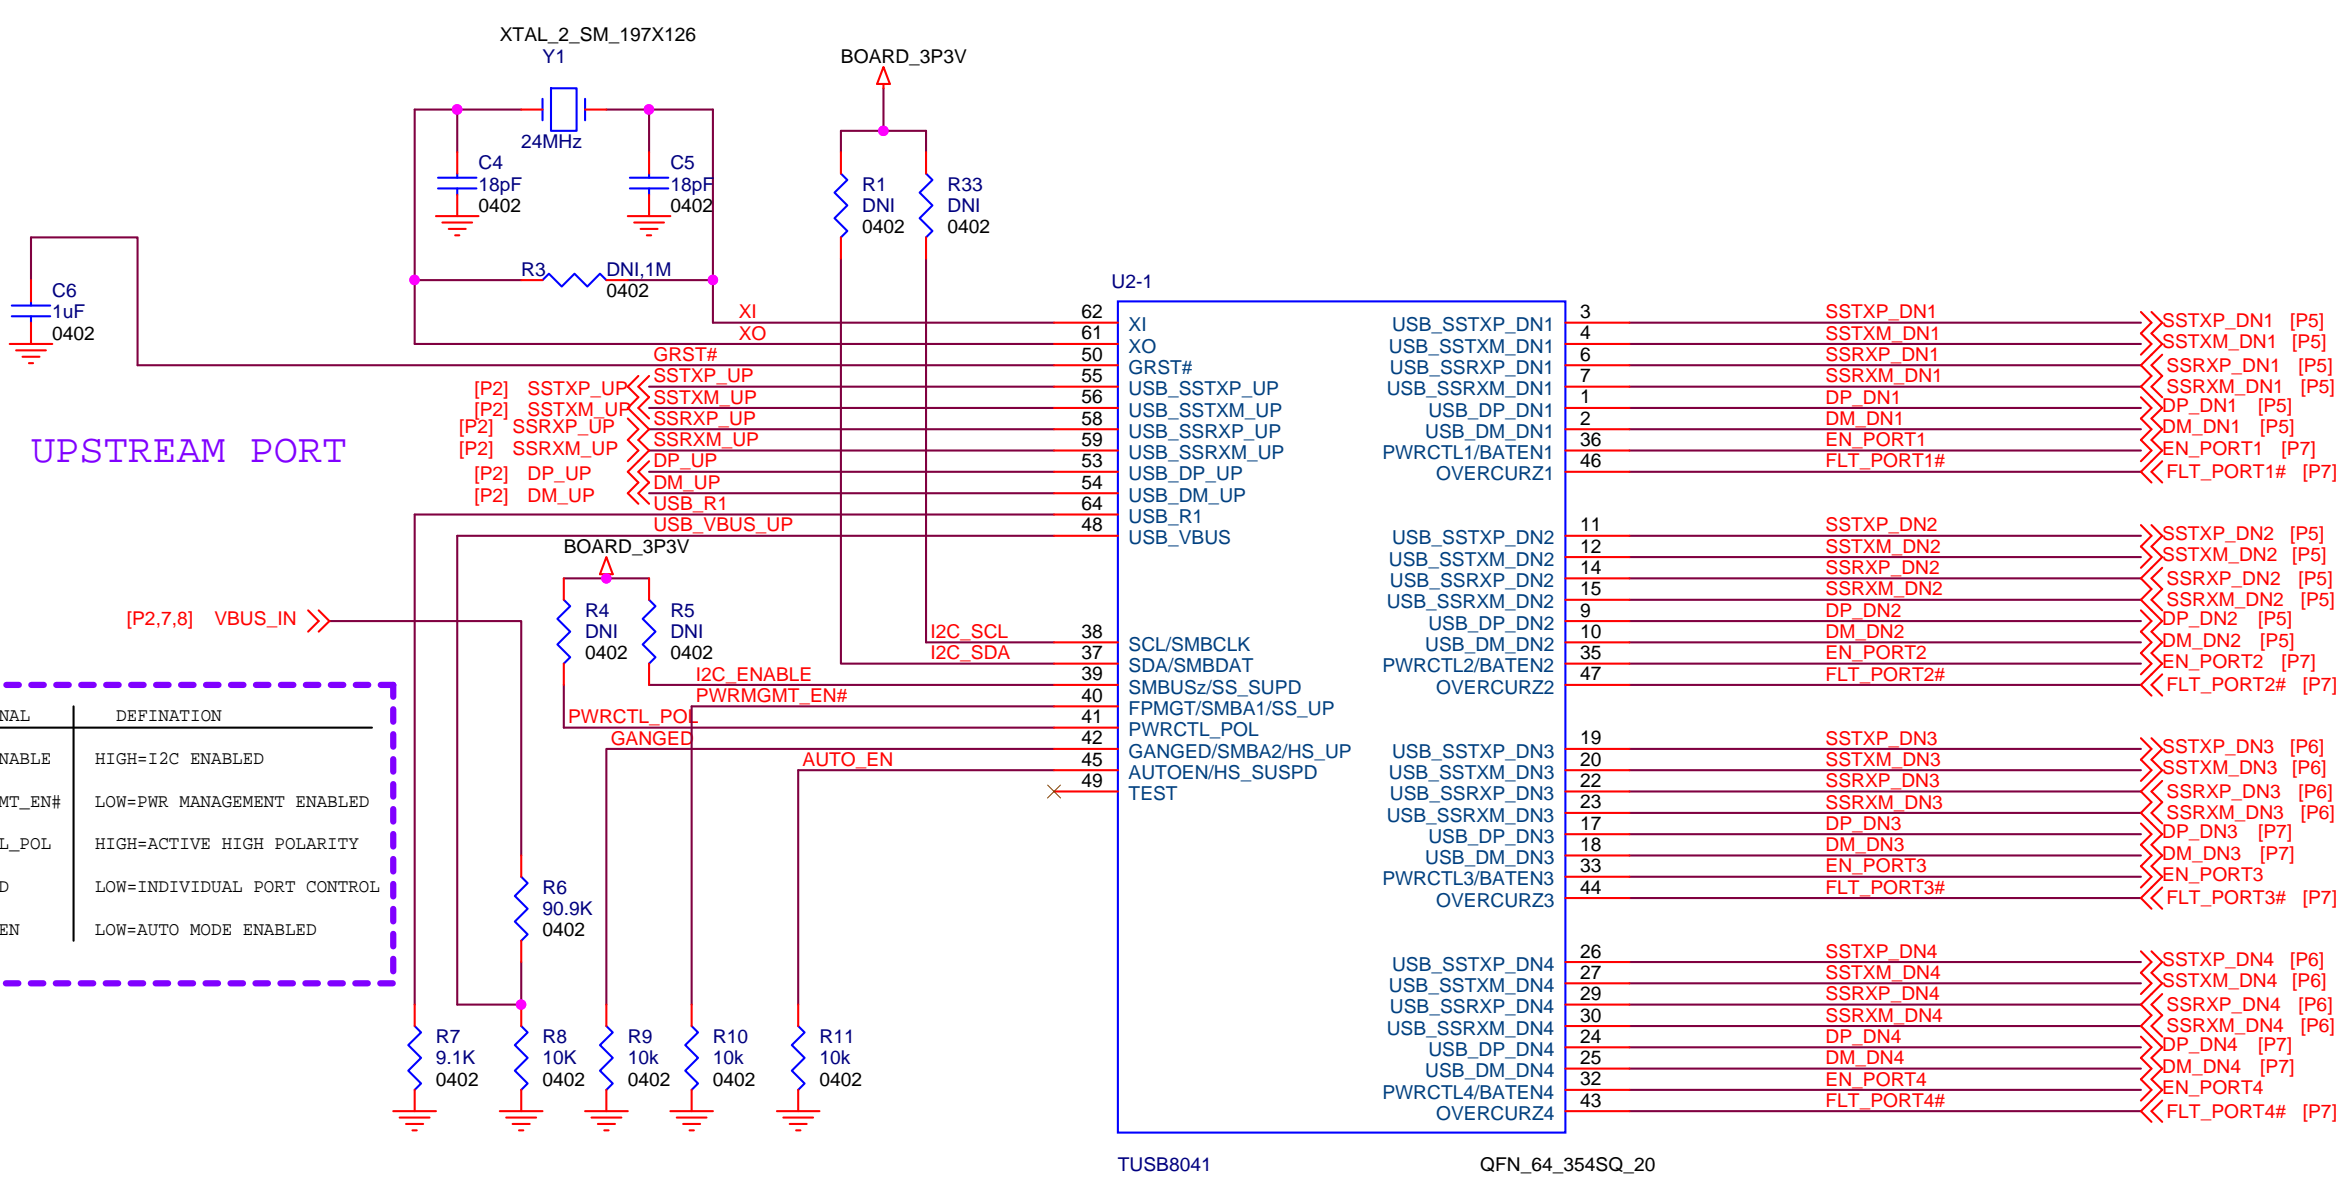 XTAL_2_SM_197X126
Y1
24MHz
C4
18pF
0402
C5
18pF
0402
BOARD_3P3V
R1
DNI
0402
R33
DNI
0402
C6
1uF
0402
R3
DNI,1M
0402
U2-1
XI
XO
GRST#
SSTXP_UP
SSTXM_UP
SSRXP_UP
SSRXM_UP
DP_UP
DM_UP
USB_R1
USB_VBUS_UP
[P2] SSTXP_UP
[P2] SSTXM_UP
[P2] SSRXP_UP
[P2] SSRXM_UP
[P2] DP_UP
[P2] DM_UP
UPSTREAM PORT
BOARD_3P3V
R4
DNI
0402
R5
DNI
0402
[P2,7,8] VBUS_IN
I2C_SCL
I2C_SDA
I2C_ENABLE
PWRMGMT_EN#
PWRCTL_POL
GANGED
AUTO_EN
62 XI
61 XO
50 GRST#
55 USB_SSTXP_UP
56 USB_SSTXM_UP
58 USB_SSRXP_UP
59 USB_SSRXM_UP
53 USB_DP_UP
54 USB_DM_UP
64 USB_R1
48 USB_VBUS
38 SCL/SMBCLK
37 SDA/SMBDAT
39 SMBUSz/SS_SUPD
40 FPMGT/SMBA1/SS_UP
41 PWRCTL_POL
42 GANGED/SMBA2/HS_UP
45 AUTOEN/HS_SUSPD
49 TEST
NAL DEFINATION
NABLE HIGH=I2C ENABLED
MT_EN# LOW=PWR MANAGEMENT ENABLED
L_POL HIGH=ACTIVE HIGH POLARITY
D LOW=INDIVIDUAL PORT CONTROL
EN LOW=AUTO MODE ENABLED
R6
90.9K
0402
R7
9.1K
0402
R8
10K
0402
R9
10k
0402
R10
10k
0402
R11
10k
0402
USB_SSTXP_DN1 3 SSTXP_DN1 SSTXP_DN1 [P5]
USB_SSTXM_DN1 4 SSTXM_DN1 SSTXM_DN1 [P5]
USB_SSRXP_DN1 6 SSRXP_DN1 SSRXP_DN1 [P5]
USB_SSRXM_DN1 7 SSRXM_DN1 SSRXM_DN1 [P5]
USB_DP_DN1 1 DP_DN1 DP_DN1 [P5]
USB_DM_DN1 2 DM_DN1 DM_DN1 [P5]
PWRCTL1/BATEN1 36 EN_PORT1 EN_PORT1 [P7]
OVERCURZ1 46 FLT_PORT1# FLT_PORT1# [P7]
USB_SSTXP_DN2 11 SSTXP_DN2 SSTXP_DN2 [P5]
USB_SSTXM_DN2 12 SSTXM_DN2 SSTXM_DN2 [P5]
USB_SSRXP_DN2 14 SSRXP_DN2 SSRXP_DN2 [P5]
USB_SSRXM_DN2 15 SSRXM_DN2 SSRXM_DN2 [P5]
USB_DP_DN2 9 DP_DN2 DP_DN2 [P5]
USB_DM_DN2 10 DM_DN2 DM_DN2 [P5]
PWRCTL2/BATEN2 35 EN_PORT2 EN_PORT2 [P7]
OVERCURZ2 47 FLT_PORT2# FLT_PORT2# [P7]
USB_SSTXP_DN3 19 SSTXP_DN3 SSTXP_DN3 [P6]
USB_SSTXM_DN3 20 SSTXM_DN3 SSTXM_DN3 [P6]
USB_SSRXP_DN3 22 SSRXP_DN3 SSRXP_DN3 [P6]
USB_SSRXM_DN3 23 SSRXM_DN3 SSRXM_DN3 [P6]
USB_DP_DN3 17 DP_DN3 DP_DN3 [P7]
USB_DM_DN3 18 DM_DN3 DM_DN3 [P7]
PWRCTL3/BATEN3 33 EN_PORT3 EN_PORT3
OVERCURZ3 44 FLT_PORT3# FLT_PORT3# [P7]
USB_SSTXP_DN4 26 SSTXP_DN4 SSTXP_DN4 [P6]
USB_SSTXM_DN4 27 SSTXM_DN4 SSTXM_DN4 [P6]
USB_SSRXP_DN4 29 SSRXP_DN4 SSRXP_DN4 [P6]
USB_SSRXM_DN4 30 SSRXM_DN4 SSRXM_DN4 [P6]
USB_DP_DN4 24 DP_DN4 DP_DN4 [P7]
USB_DM_DN4 25 DM_DN4 DM_DN4 [P7]
PWRCTL4/BATEN4 32 EN_PORT4 EN_PORT4
OVERCURZ4 43 FLT_PORT4# FLT_PORT4# [P7]
TUSB8041
QFN_64_354SQ_20